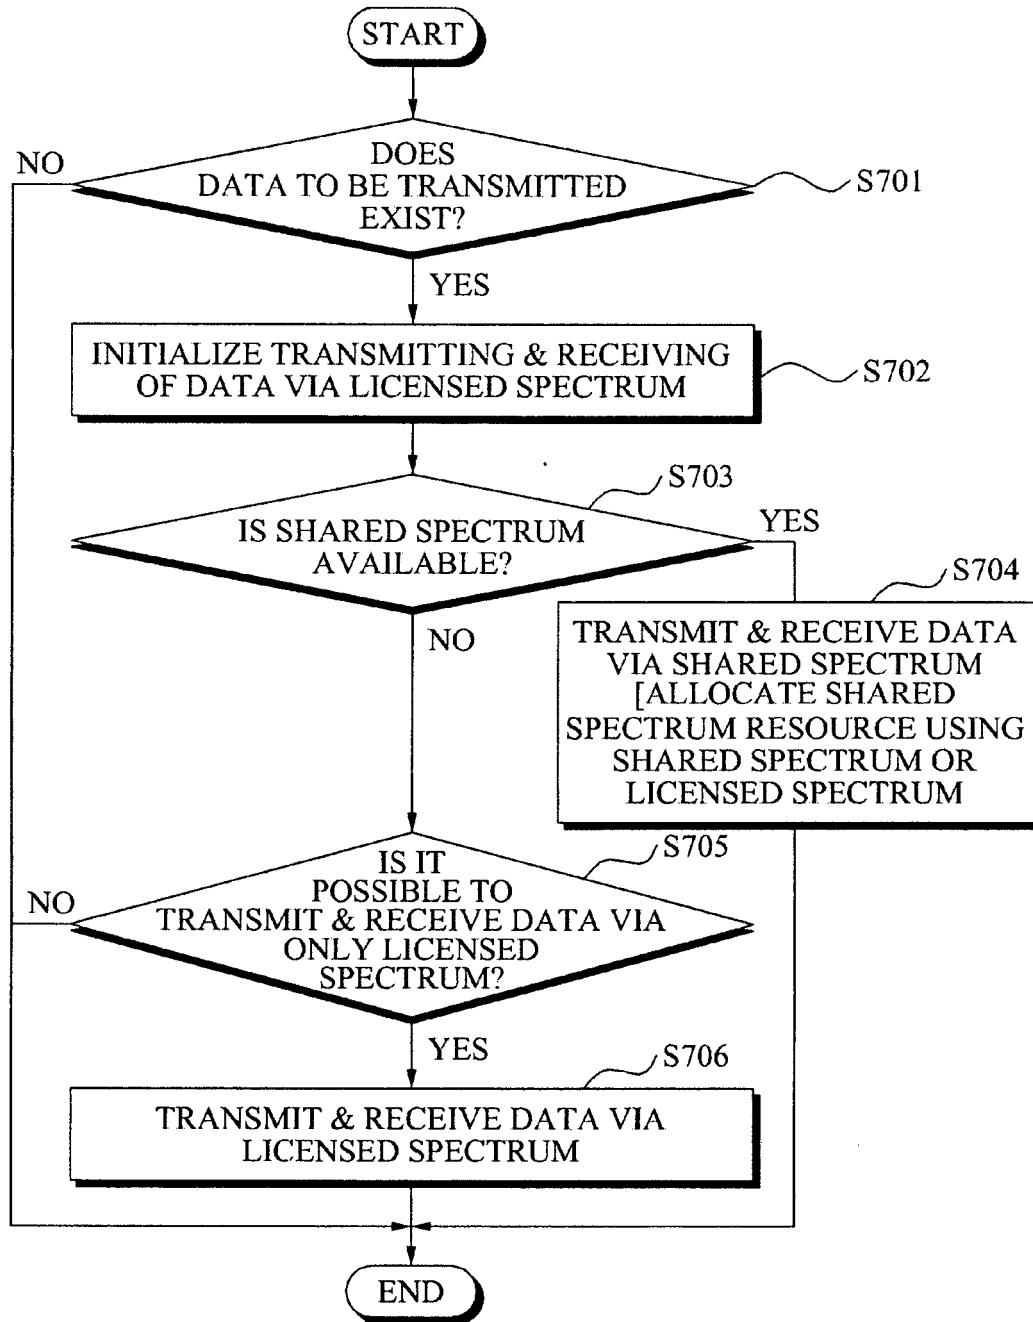 START
DOES
DATA TO BE TRANSMITTED
EXIST?
NO
S701
YES
INITIALIZE TRANSMITTING & RECEIVING
OF DATA VIA LICENSED SPECTRUM
S702
S703
IS SHARED SPECTRUM
AVAILABLE?
YES
NO
S704
TRANSMIT & RECEIVE DATA
VIA SHARED SPECTRUM
[ALLOCATE SHARED
SPECTRUM RESOURCE USING
SHARED SPECTRUM OR
LICENSED SPECTRUM
S705
IS IT
POSSIBLE TO
TRANSMIT & RECEIVE DATA VIA
ONLY LICENSED
SPECTRUM?
NO
YES
S706
TRANSMIT & RECEIVE DATA VIA
LICENSED SPECTRUM
END